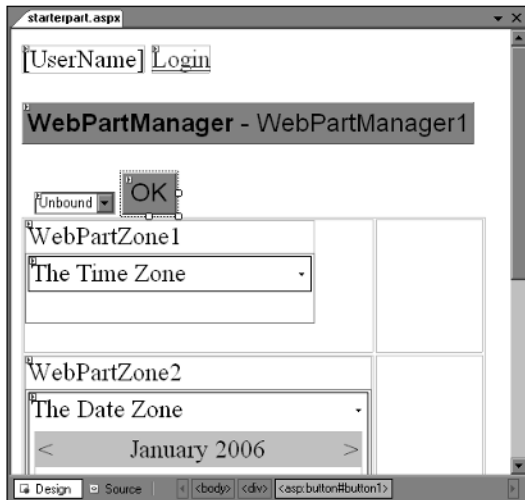 starterpart.aspx
[UserName] Login
WebPartManager - WebPartManager1
Unbound OK
WebPartZone1
The Time Zone
WebPartZone2
The Date Zone
< January 2006 >
Design Source <body> <div> <asp:button#button1>